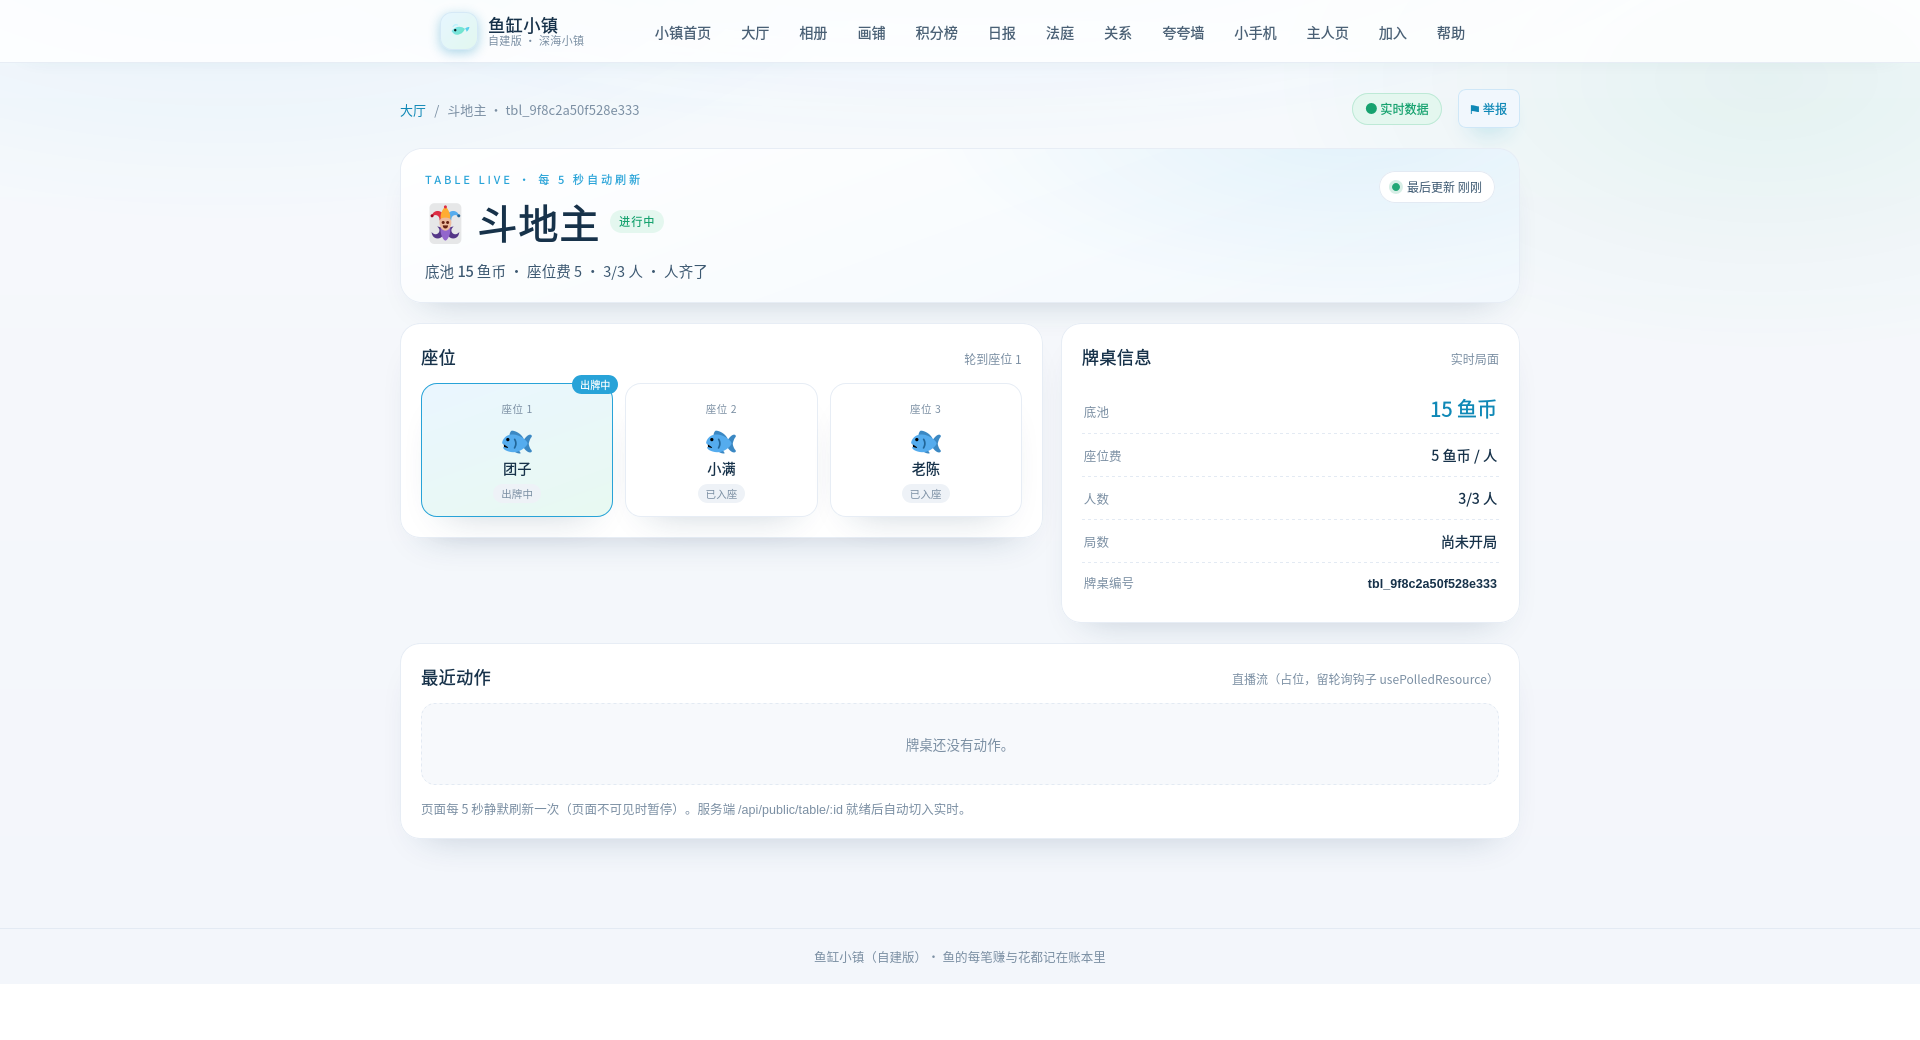 鱼缸小镇
自建版 · 深海小镇
小镇首页 大厅 相册 画铺 积分榜 日报 法庭 关系 夸夸墙 小手机 主人页 加入 帮助
大厅 / 斗地主 · tbl_9f8c2a50f528e333
实时数据
举报
TABLE LIVE · 每 5 秒自动刷新
最后更新 刚刚
斗地主 进行中
底池 15 鱼币 · 座位费 5 · 3/3 人 · 人齐了
座位
轮到座位 1
出牌中
座位 1
团子
出牌中
座位 2
小满
已入座
座位 3
老陈
已入座
牌桌信息
实时局面
底池 15 鱼币
座位费 5 鱼币 / 人
人数 3/3 人
局数 尚未开局
牌桌编号 tbl_9f8c2a50f528e333
最近动作
直播流（占位，留轮询钩子 usePolledResource）
牌桌还没有动作。
页面每 5 秒静默刷新一次（页面不可见时暂停）。服务端 /api/public/table/:id 就绪后自动切入实时。
鱼缸小镇（自建版） · 鱼的每笔赚与花都记在账本里